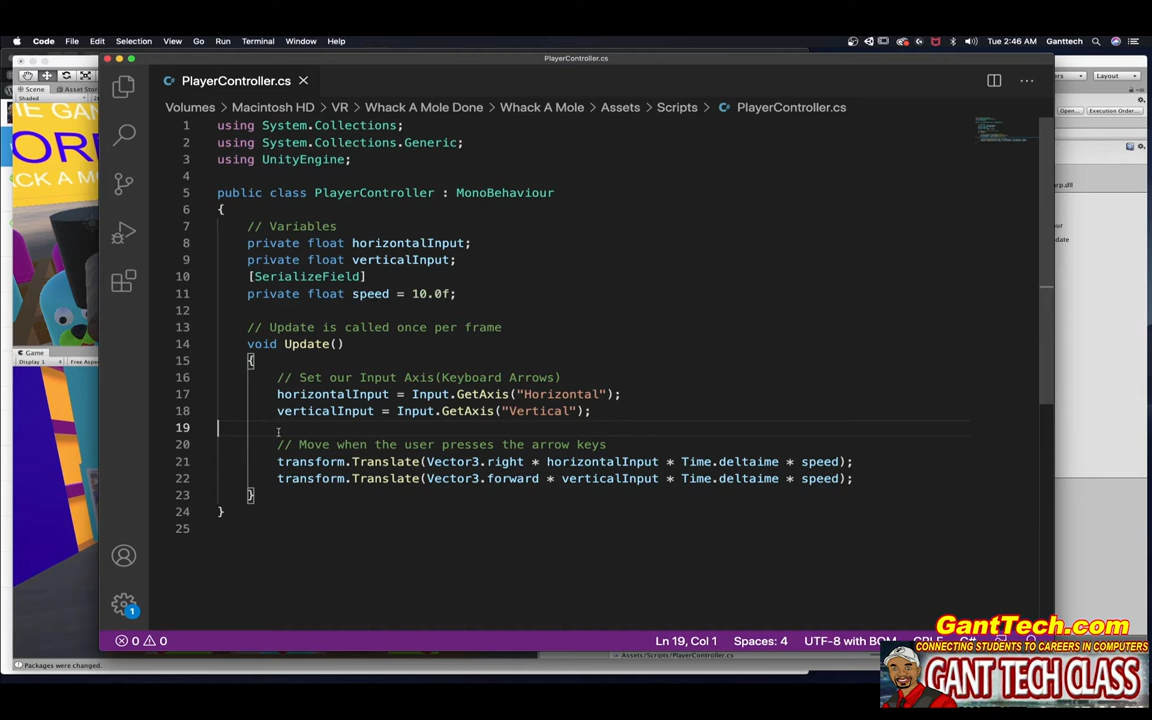 Code File Edit Selection View Go Run Terminal Window Help Tue 2:46 AM Ganttech
PlayerController.cs
PlayerController.cs
Volumes > Macintosh HD > VR > Whack A Mole Done > Whack A Mole > Assets > Scripts > PlayerController.cs
1 using System.Collections;
2 using System.Collections.Generic;
3 using UnityEngine;
4
5 public class PlayerController : MonoBehaviour
6 {
7 // Variables
8 private float horizontalInput;
9 private float verticalInput;
10 [SerializeField]
11 private float speed = 10.0f;
12
13 // Update is called once per frame
14 void Update()
15 {
16 // Set our Input Axis(Keyboard Arrows)
17 horizontalInput = Input.GetAxis("Horizontal");
18 verticalInput = Input.GetAxis("Vertical");
19
20 // Move when the user presses the arrow keys
21 transform.Translate(Vector3.right * horizontalInput * Time.deltaime * speed);
22 transform.Translate(Vector3.forward * verticalInput * Time.deltaime * speed);
23 }
24 }
25
1
0 0 Ln 19, Col 1 Spaces: 4 UTF-8 with BOM CRLF C#
Scene Asset Stor
Shaded
Game
Display 1 Free Aspe
Packages were changed.
Assets/Scripts/PlayerController.cs
Layout
Open... Execution Order...
GantTech.com
CONNECTING STUDENTS TO CAREERS IN COMPUTERS
GANT TECH CLASS